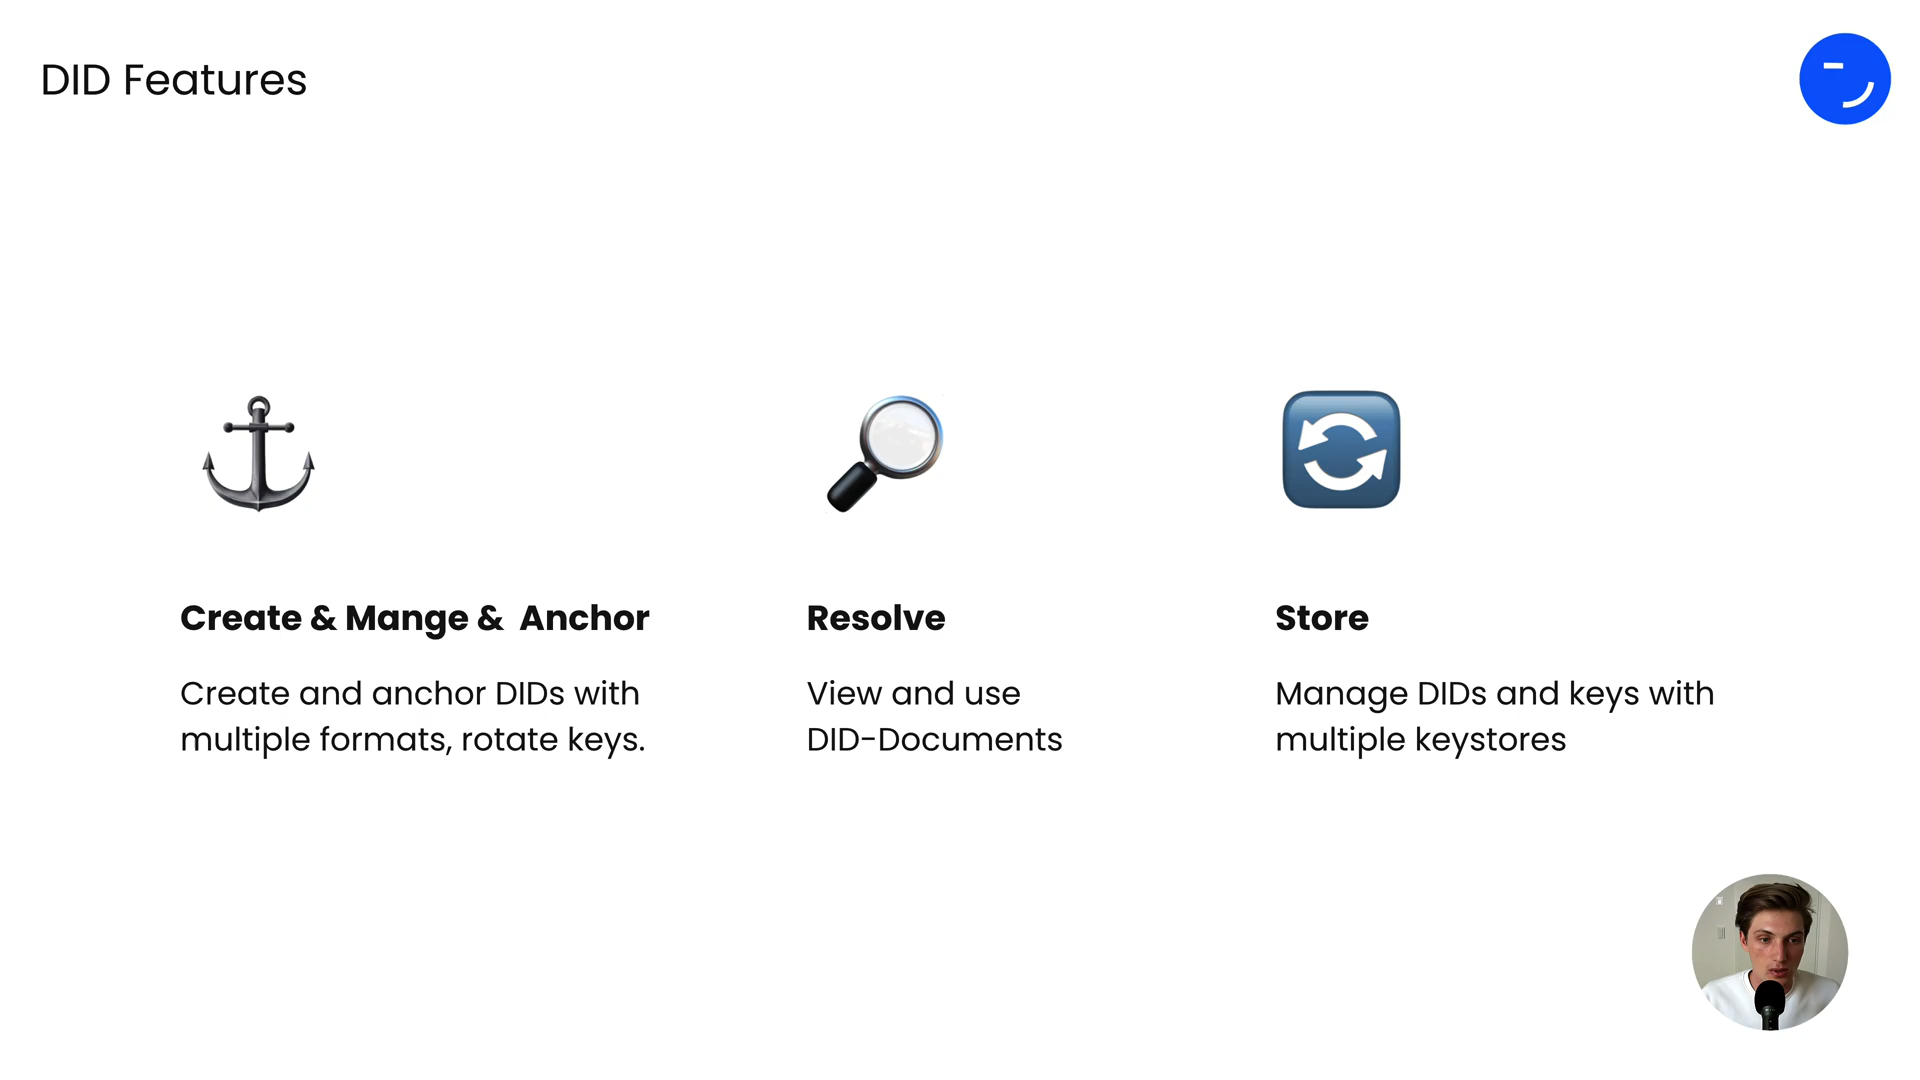 DID Features
Create & Mange &  Anchor
Create and anchor DIDs with
multiple formats, rotate keys.
Resolve
View and use
DID-Documents
Store
Manage DIDs and keys with
multiple keystores